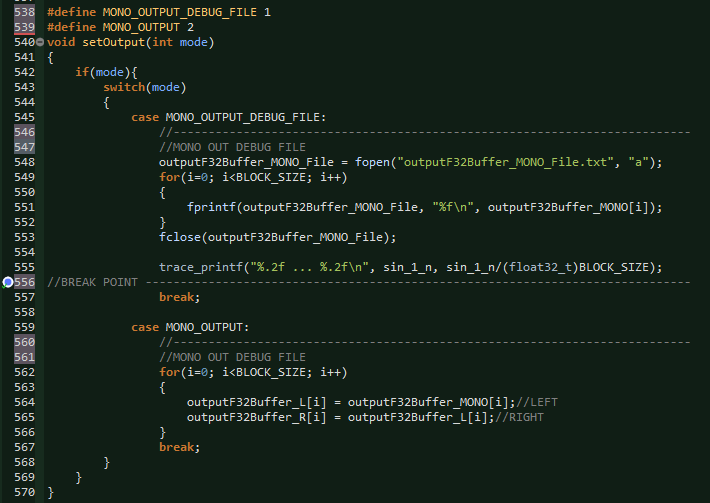 538 #define MONO_OUTPUT_DEBUG_FILE 1
539 #define MONO_OUTPUT 2
540 void setOutput(int mode)
541 {
542     if(mode){
543         switch(mode)
544         {
545             case MONO_OUTPUT_DEBUG_FILE:
546                 //--------------------------------------------------------------------------
547                 //MONO OUT DEBUG FILE
548                 outputF32Buffer_MONO_File = fopen("outputF32Buffer_MONO_File.txt", "a");
549                 for(i=0; i<BLOCK_SIZE; i++)
550                 {
551                     fprintf(outputF32Buffer_MONO_File, "%f\n", outputF32Buffer_MONO[i]);
552                 }
553                 fclose(outputF32Buffer_MONO_File);
554
555                 trace_printf("%.2f ... %.2f\n", sin_1_n, sin_1_n/(float32_t)BLOCK_SIZE);
556 //BREAK POINT ------------------------------------------------------------------------------
557                 break;
558
559             case MONO_OUTPUT:
560                 //--------------------------------------------------------------------------
561                 //MONO OUT DEBUG FILE
562                 for(i=0; i<BLOCK_SIZE; i++)
563                 {
564                     outputF32Buffer_L[i] = outputF32Buffer_MONO[i];//LEFT
565                     outputF32Buffer_R[i] = outputF32Buffer_L[i];//RIGHT
566                 }
567                 break;
568         }
569     }
570 }